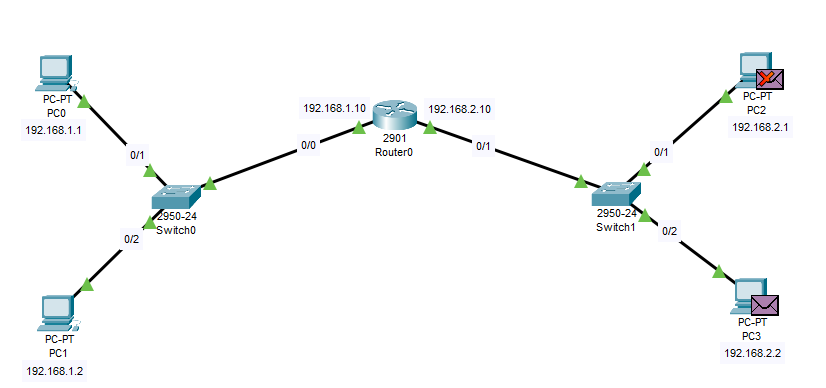 PC-PT
PC0
192.168.1.1
0/1
2950-24
Switch0
0/2
PC-PT
PC1
192.168.1.2
0/0
192.168.1.10
2901
Router0
192.168.2.10
0/1
2950-24
Switch1
0/1
PC-PT
PC2
192.168.2.1
0/2
PC-PT
PC3
192.168.2.2